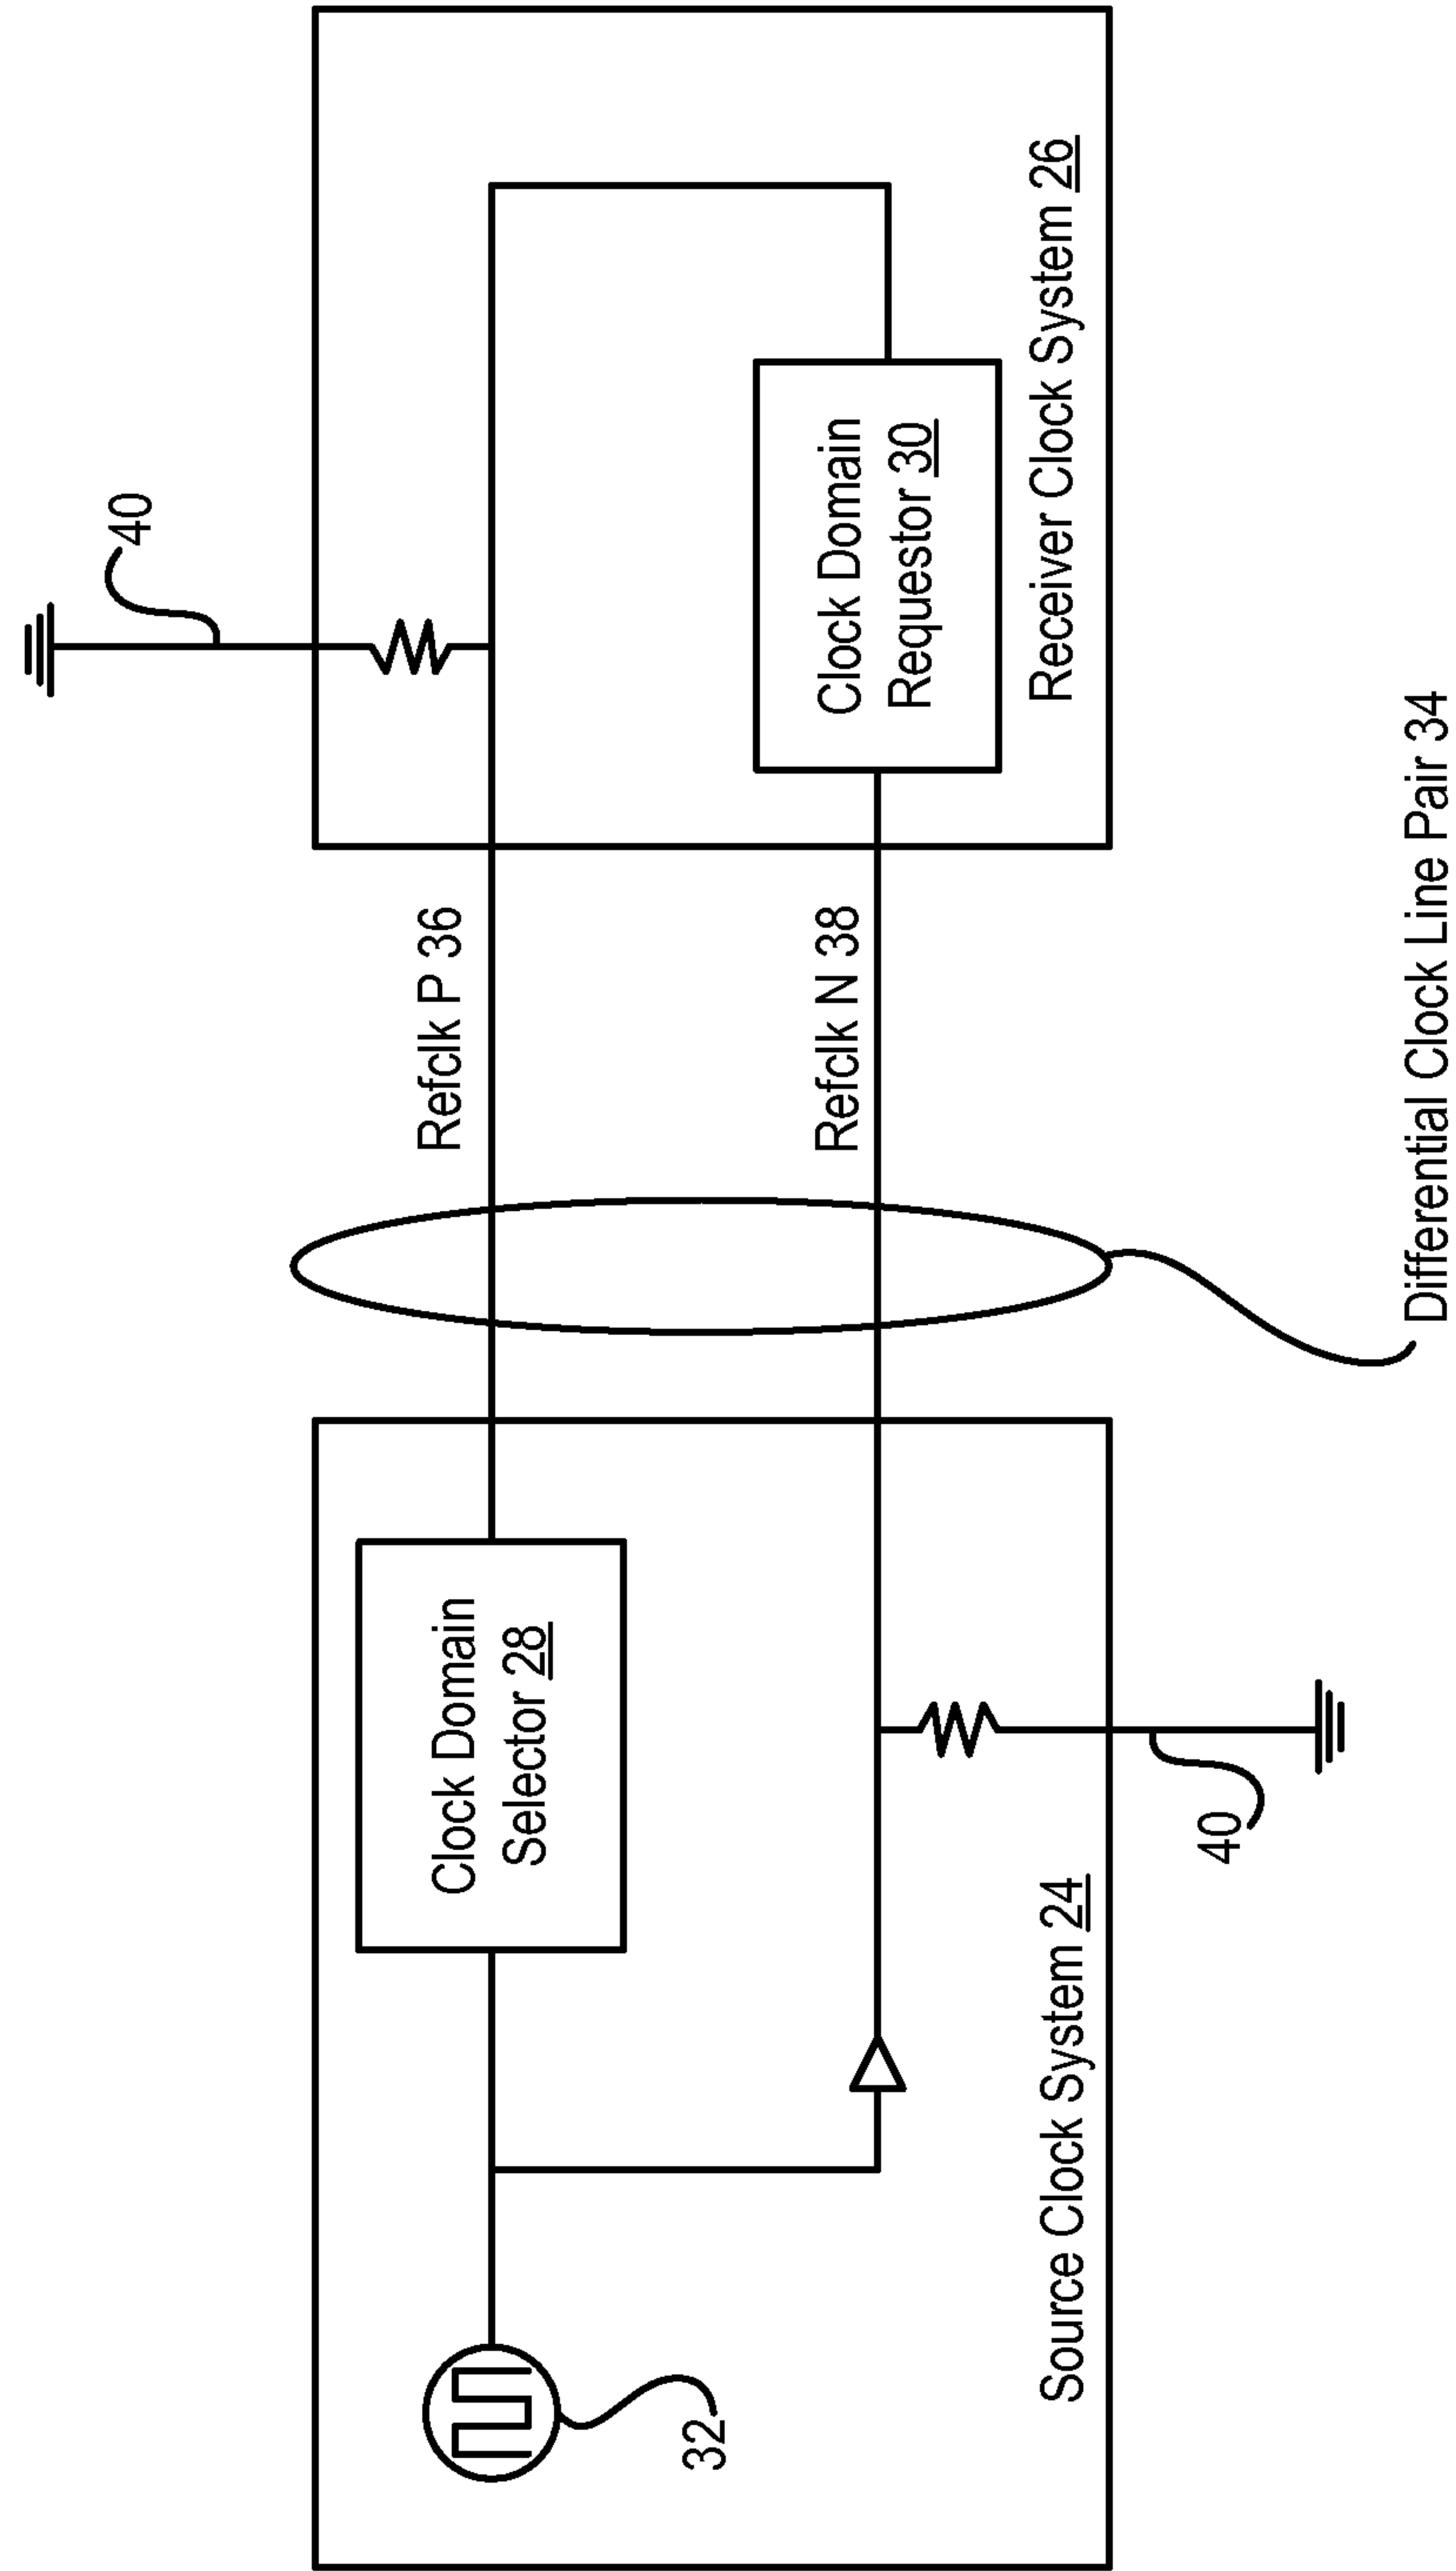 40
Refclk P 36
Clock Domain
Selector 28
32
Clock Domain
Requestor 30
Refclk N 38
Receiver Clock System 26
Source Clock System 24
40
Differential Clock Line Pair 34